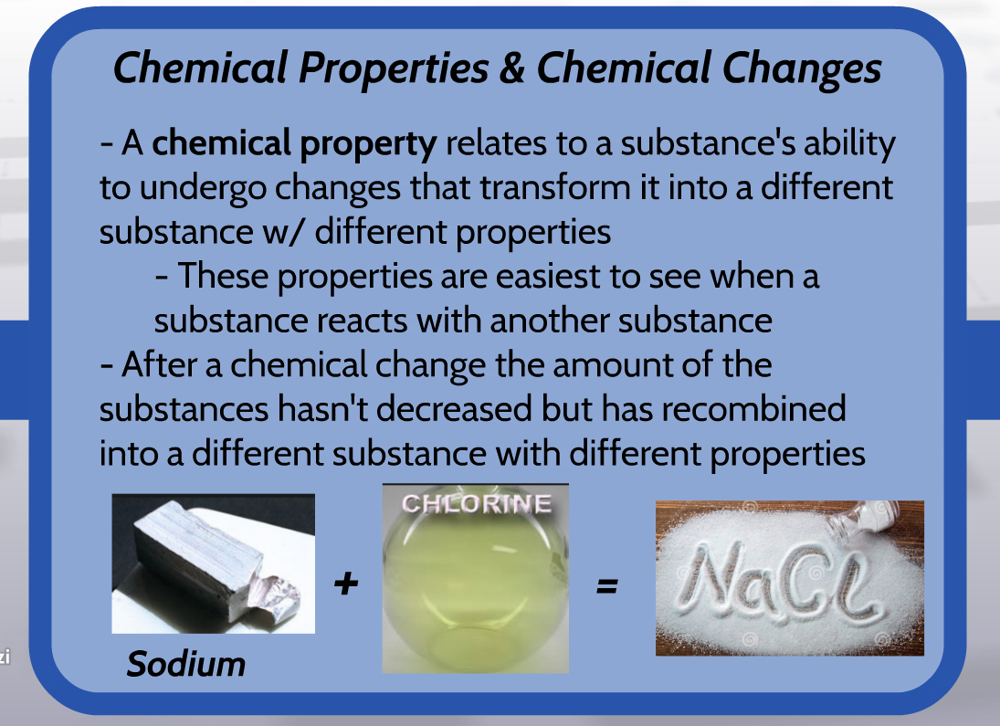 Chemical Properties & Chemical Changes
- A chemical property relates to a substance's ability
to undergo changes that transform it into a different
substance w/ different properties
- These properties are easiest to see when a
substance reacts with another substance
- After a chemical change the amount of the
substances hasn't decreased but has recombined
into a different substance with different properties
CHLORINE
+
=
NaCl
Sodium
zi